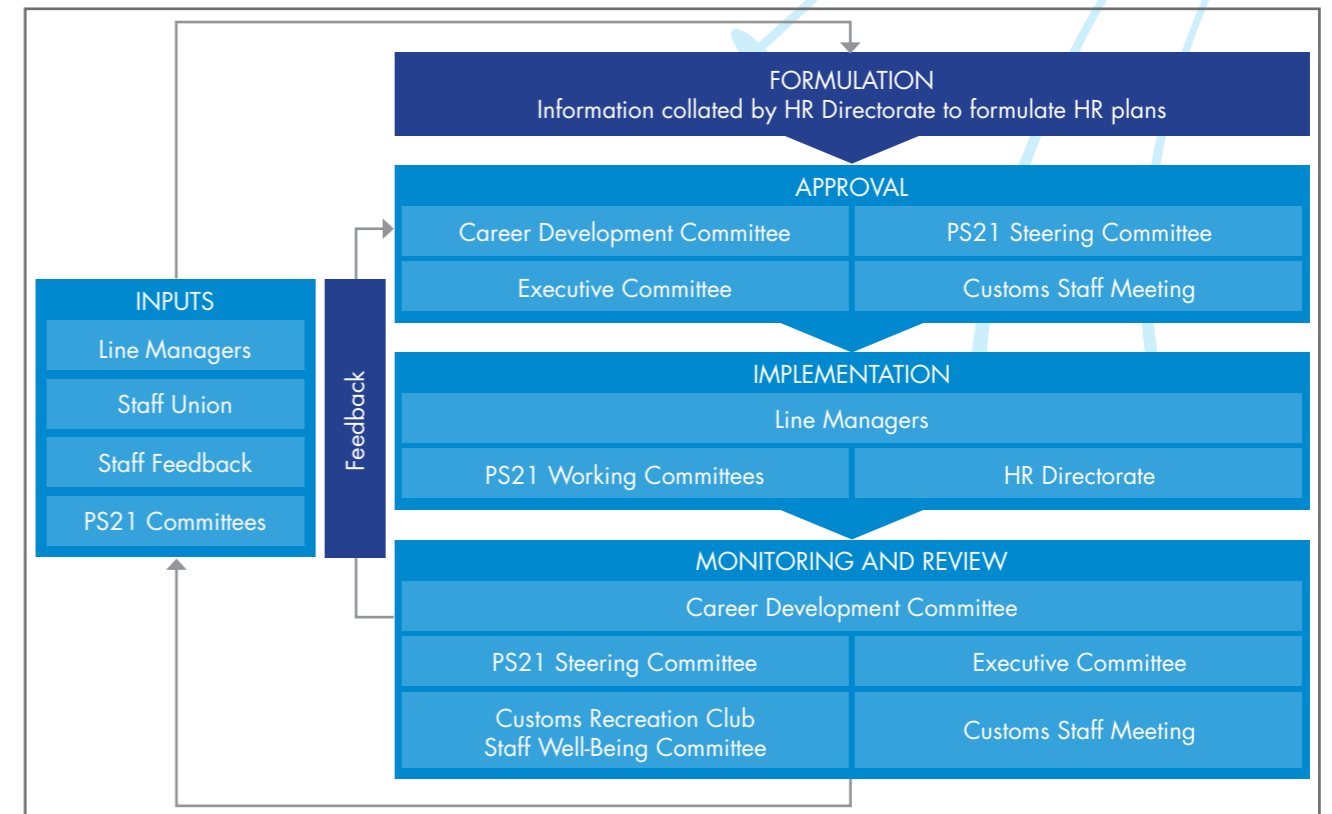 FORMULATION
Information collated by HR Directorate to formulate HR plans
APPROVAL
Career Development Committee
PS21 Steering Committee
Executive Committee
Customs Staff Meeting
INPUTS
Line Managers
Staff Union
Staff Feedback
PS21 Committees
Feedback
IMPLEMENTATION
Line Managers
PS21 Working Committees
HR Directorate
MONITORING AND REVIEW
Career Development Committee
PS21 Steering Committee
Executive Committee
Customs Recreation Club
Staff Well-Being Committee
Customs Staff Meeting